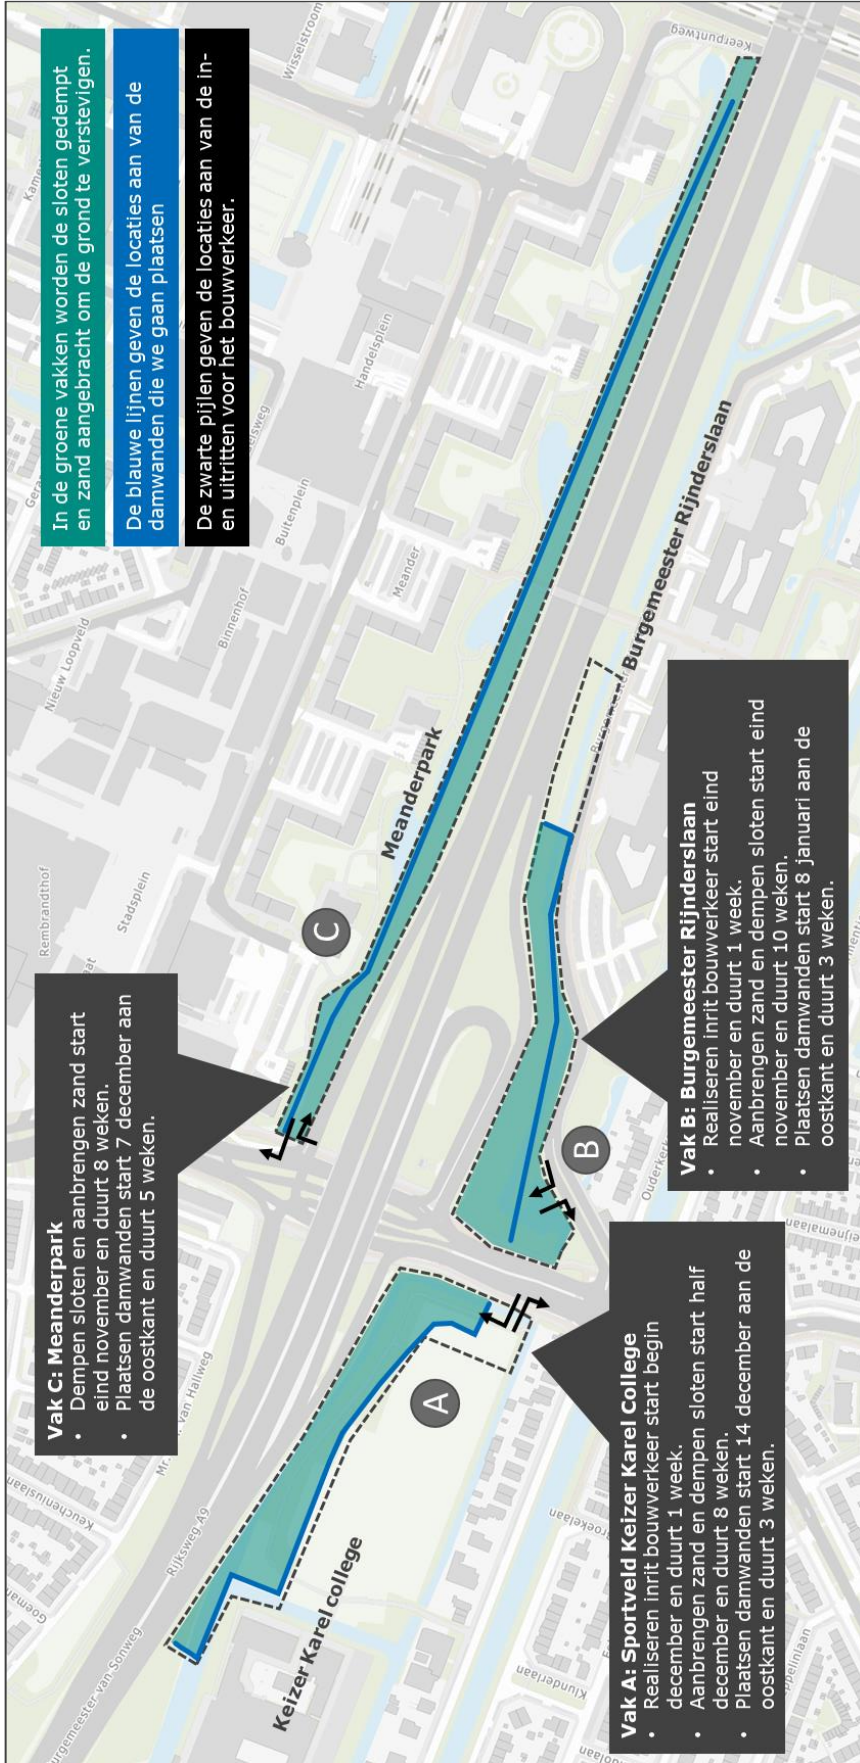 In de groene vakken worden de sloten gedempt
en zand aangebracht om de grond te verstevigen.
De blauwe lijnen geven de locaties aan van de
damwanden die we gaan plaatsen
De zwarte pijlen geven de locaties aan van de in-
en uitritten voor het bouwverkeer.
Vak C: Meanderpark
• Dempen sloten en aanbrengen zand start
eind november en duurt 8 weken.
• Plaatsen damwanden start 7 december aan
de oostkant en duurt 5 weken.
Vak A: Sportveld Keizer Karel College
• Realiseren inrit bouwverkeer start begin
december en duurt 1 week.
• Aanbrengen zand en dempen sloten start half
december en duurt 8 weken.
• Plaatsen damwanden start 14 december aan de
oostkant en duurt 3 weken.
Vak B: Burgemeester Rijnderslaan
• Realiseren inrit bouwverkeer start eind
november en duurt 1 week.
• Aanbrengen zand en dempen sloten start eind
november en duurt 10 weken.
• Plaatsen damwanden start 8 januari aan de
oostkant en duurt 3 weken.
A
B
C
Keizer Karel college
Meanderpark
Burgemeester Rijnderslaan
Keucheniuslaan
Rijksweg A9
van Hallweg
Rembrandthof
Stadsplein
Nieuw Loopveld
Binnenhof
Buitenplein
Handelsplein
Meander
Wisselstroom
Keerpuntweg
Klunderlaan